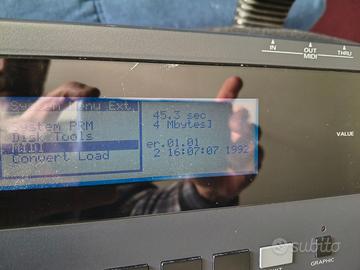 IN
OUT
THRU
MIDI
System Menu Ext.
45.3 sec
4 Mbytes]
ystem PRM
Disk Tools
MIDI
er.01.01
Convert Load
2 16:07:07 1992
VALUE
GRAPHIC
subito